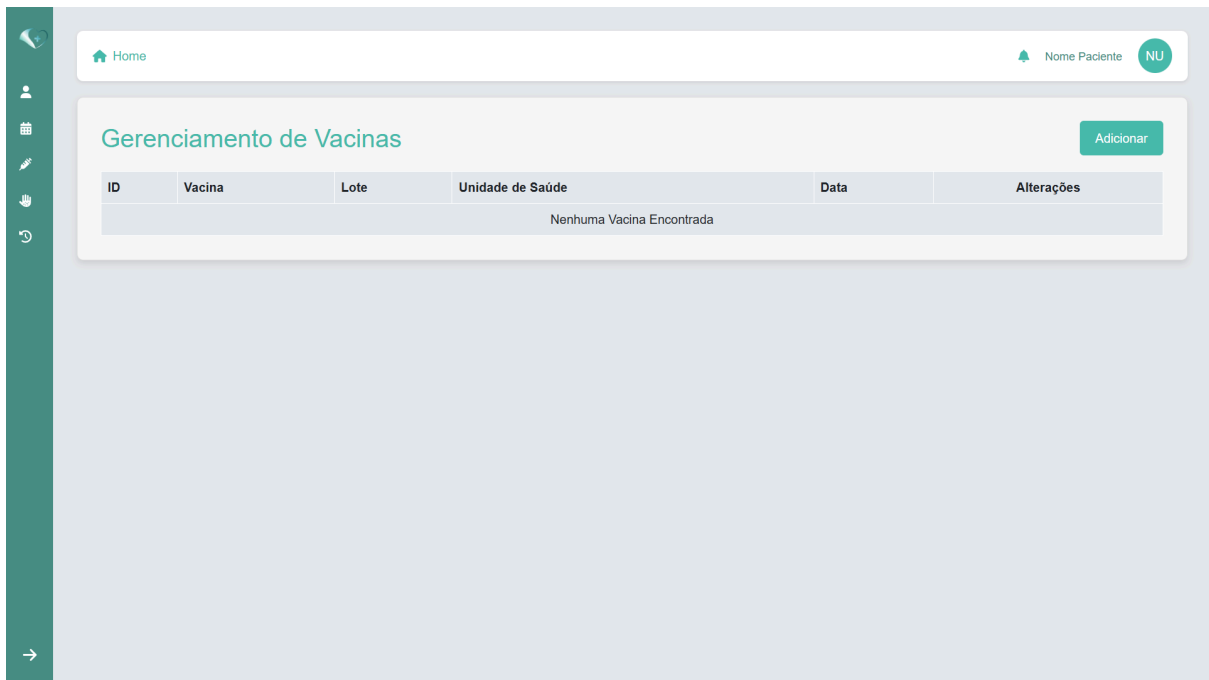 Home
Nome Paciente NU
Gerenciamento de Vacinas
Adicionar
ID Vacina Lote Unidade de Saúde Data Alterações
Nenhuma Vacina Encontrada